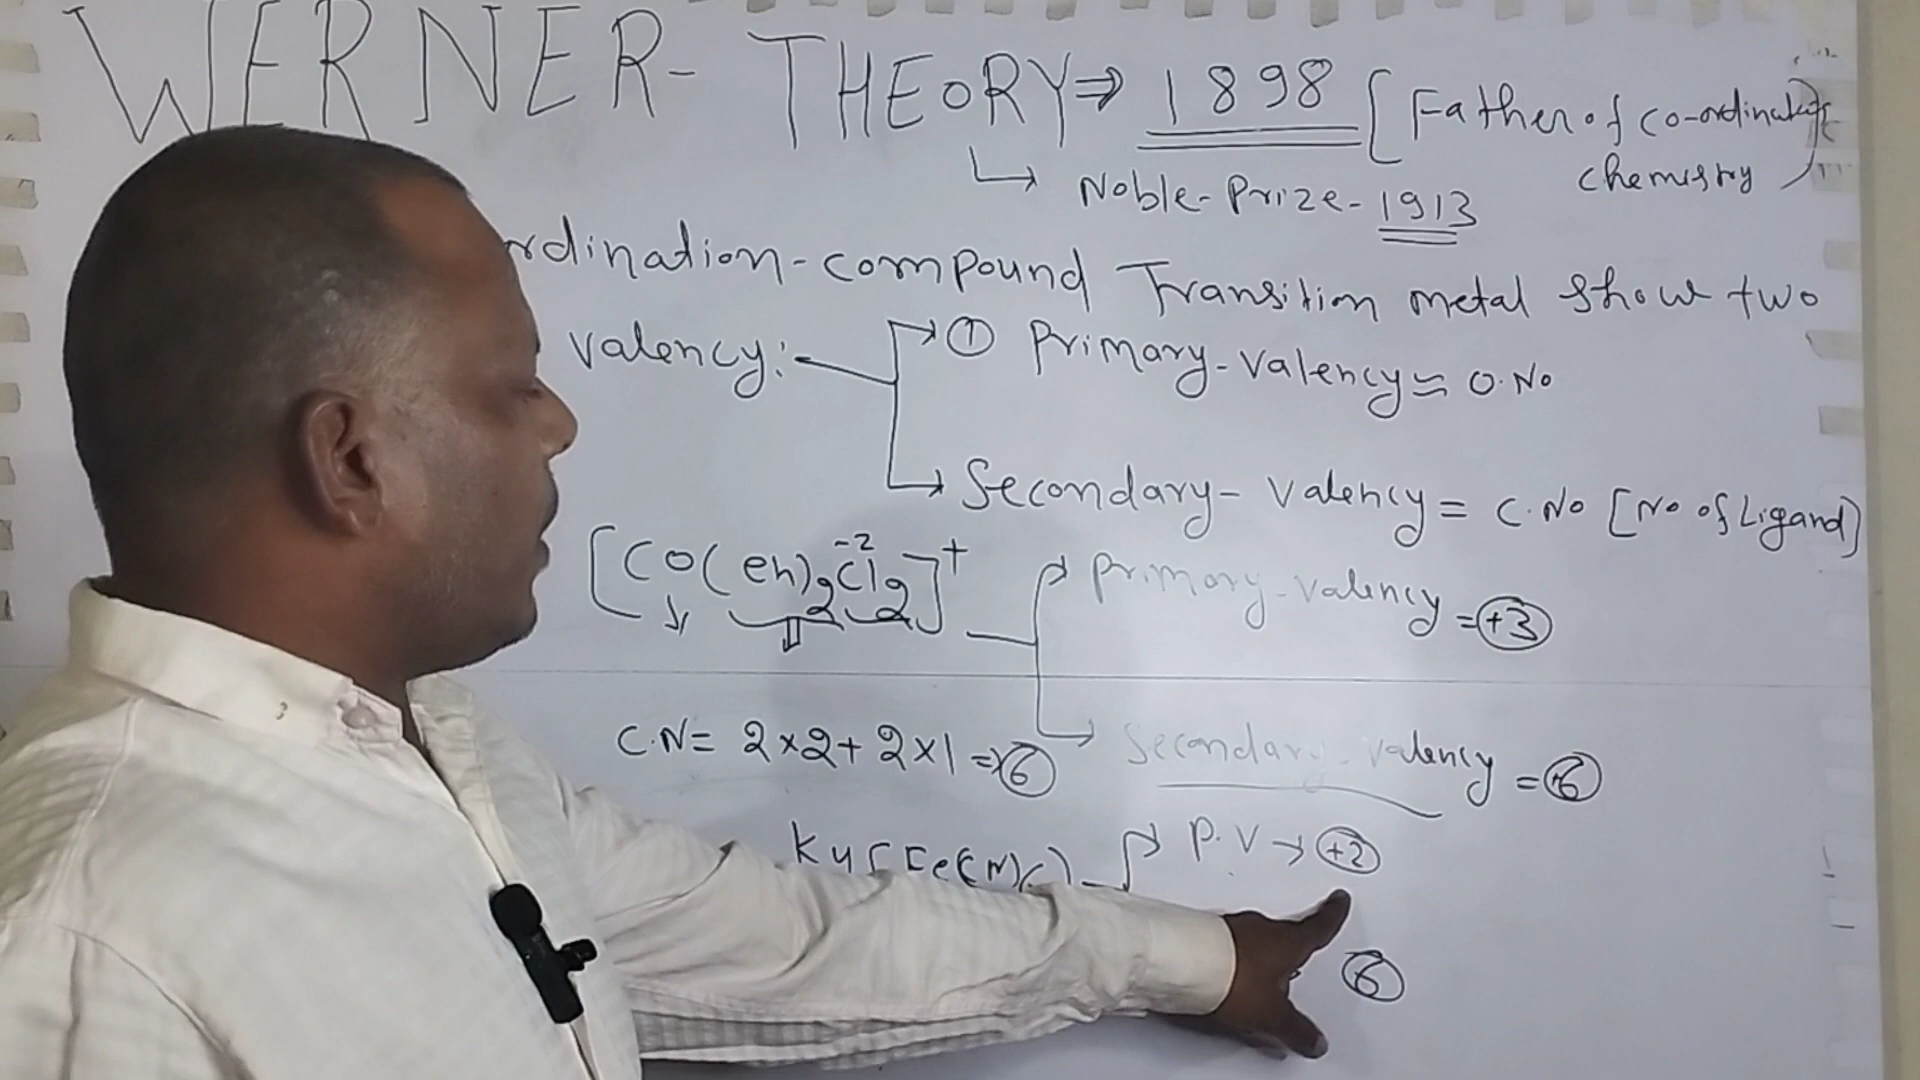 WERNER- THEORY ⇒ 1898 [Father of co-ordinate
chemistry)
↳ Noble-Prize-1913
rdination-compound Transition metal show two
valency:
① Primary-Valency ≈ O.No
Secondary-Valency = C.No [No of Ligand]
[CO(en)₂Cl₂⁻²]⁺
Primary-Valency = +3
C.N = 2×2+2×1 ⇒ 6
Secondary-Valency = 6
K4[Fe(CN)6)
P.V → +2
6